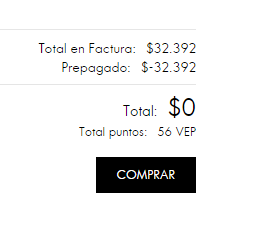 Total en Factura: $32.392
Prepagado: $-32.392
Total: $0
Total puntos: 56 VEP
COMPRAR